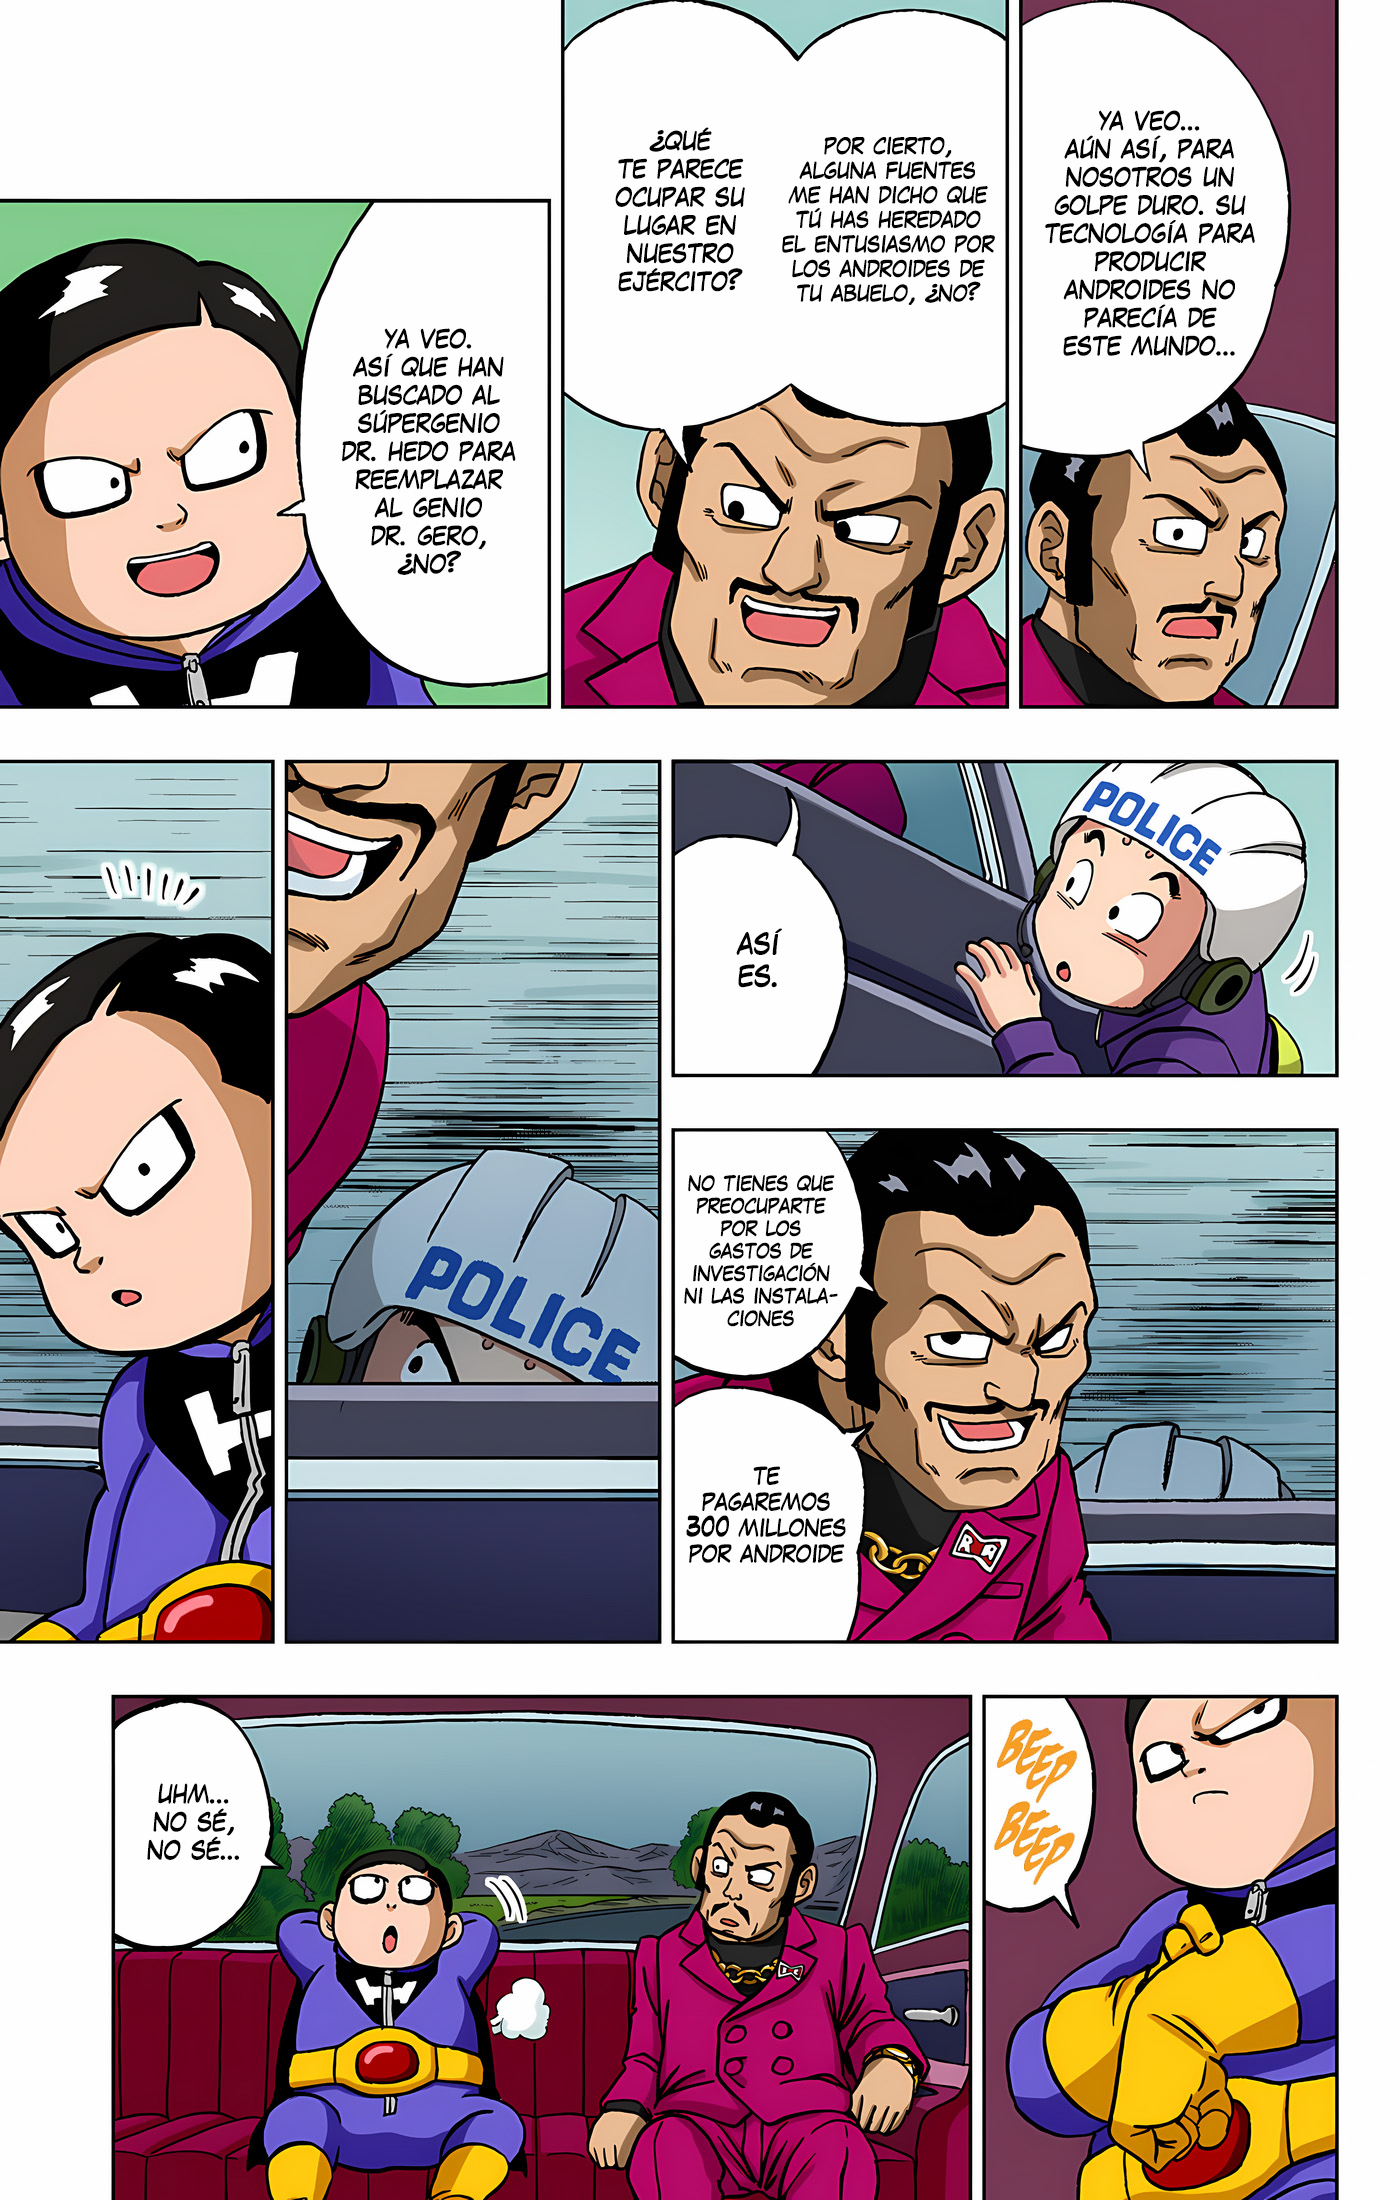 YA VEO...
AÚN ASÍ, PARA
NOSOTROS UN
GOLPE DURO. SU
TECNOLOGÍA PARA
PRODUCIR
ANDROIDES NO
PARECÍA DE
ESTE MUNDO...
POR CIERTO,
ALGUNA FUENTES
ME HAN DICHO QUE
TÚ HAS HEREDADO
EL ENTUSIASMO POR
LOS ANDROIDES DE
TU ABUELO, ¿NO?
¿QUÉ
TE PARECE
OCUPAR SU
LUGAR EN
NUESTRO
EJÉRCITO?
YA VEO.
ASÍ QUE HAN
BUSCADO AL
SÚPERGENIO
DR. HEDO PARA
REEMPLAZAR
AL GENIO
DR. GERO,
¿NO?
H
POLICE
ASÍ
ES.
NO TIENES QUE
PREOCUPARTE
POR LOS
GASTOS DE
INVESTIGACIÓN
NI LAS INSTALA-
CIONES
TE
PAGAREMOS
300 MILLONES
POR ANDROIDE
R A
POLICE
H
BEEP
BEEP
UHM...
NO SÉ,
NO SÉ...
H
R R